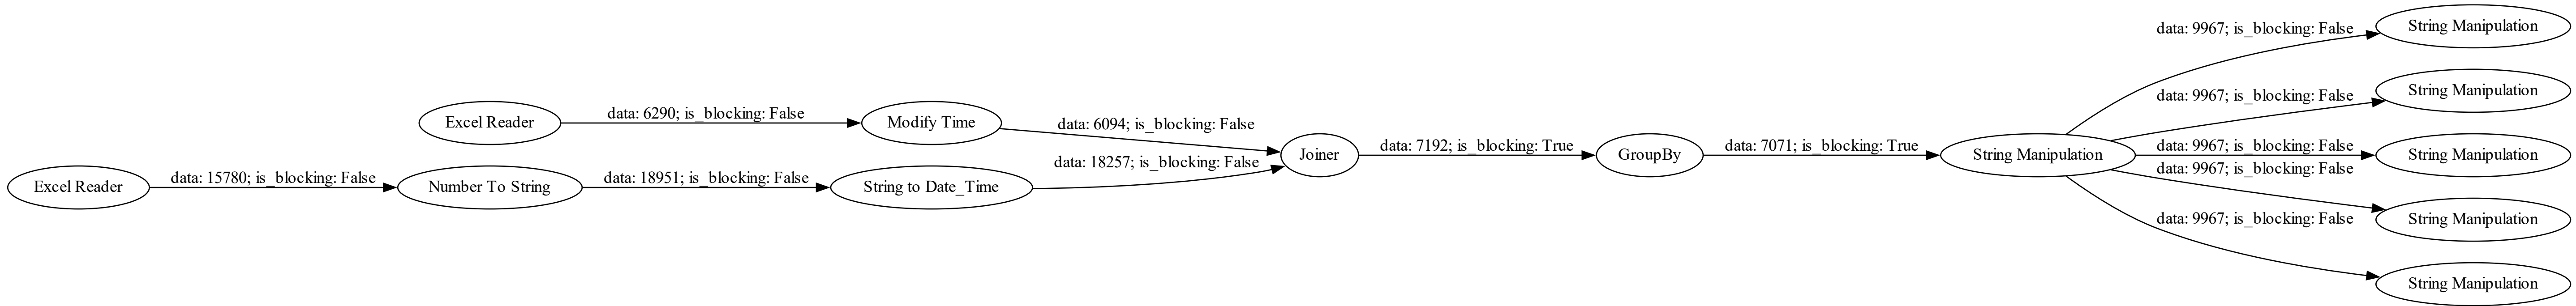 data: 9967; is_blocking: False
String Manipulation
data: 9967; is_blocking: False
String Manipulation
Excel Reader
data: 6290; is_blocking: False
Modify Time
data: 6094; is_blocking: False
Joiner
data: 7192; is_blocking: True
GroupBy
data: 7071; is_blocking: True
String Manipulation
data: 9967; is_blocking: False
String Manipulation
Excel Reader
data: 15780; is_blocking: False
Number To String
data: 18951; is_blocking: False
String to Date_Time
data: 18257; is_blocking: False
data: 9967; is_blocking: False
String Manipulation
data: 9967; is_blocking: False
String Manipulation